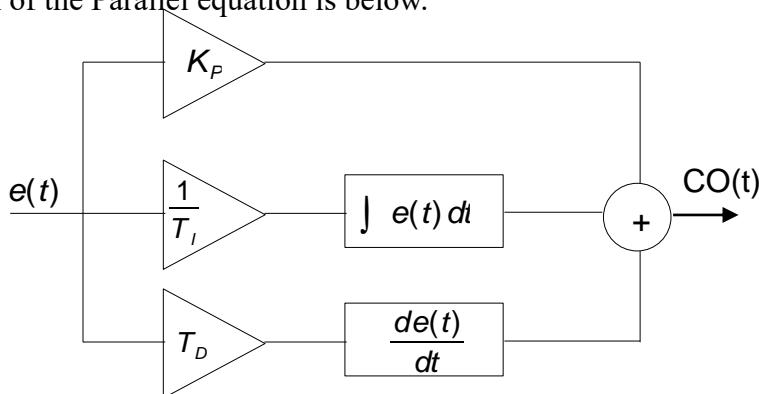 of the Parallel equation is below.
K_P
e(t)
1
T_I
∫ e(t) dt
+
CO(t)
T_D
de(t)
dt